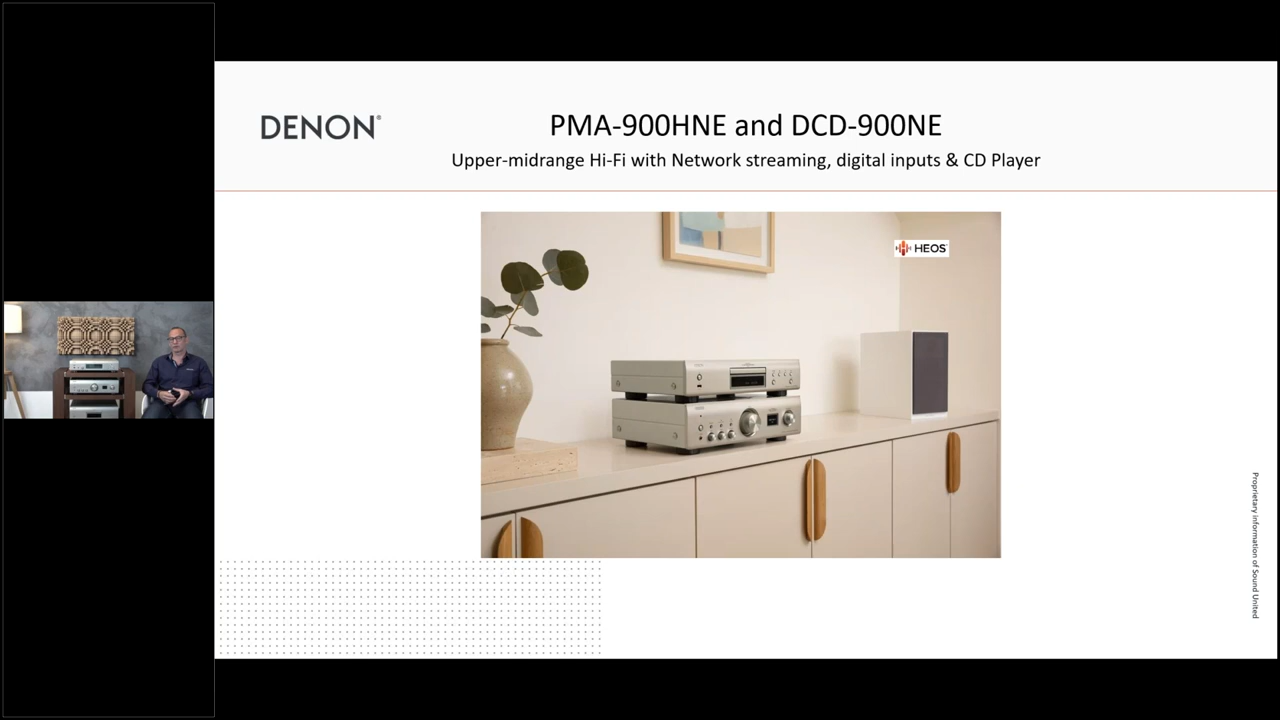 DENON®
PMA-900HNE and DCD-900NE
Upper-midrange Hi-Fi with Network streaming, digital inputs & CD Player
HEOS
Proprietary information of Sound United